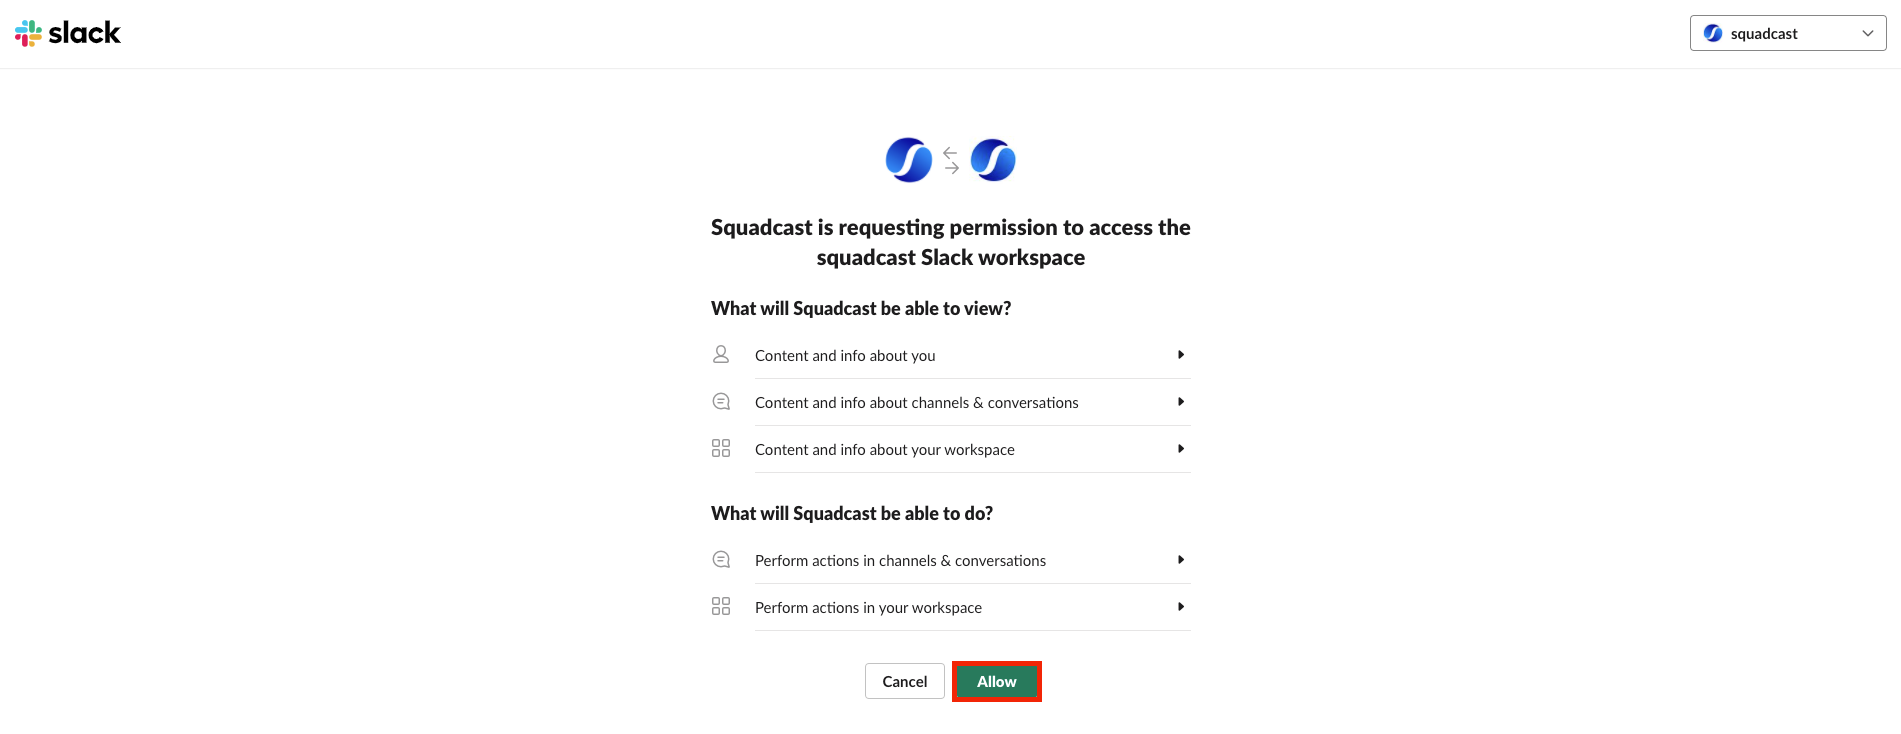 slack
squadcast
Squadcast is requesting permission to access the
squadcast Slack workspace
What will Squadcast be able to view?
Content and info about you
Content and info about channels & conversations
Content and info about your workspace
What will Squadcast be able to do?
Perform actions in channels & conversations
Perform actions in your workspace
Cancel
Allow